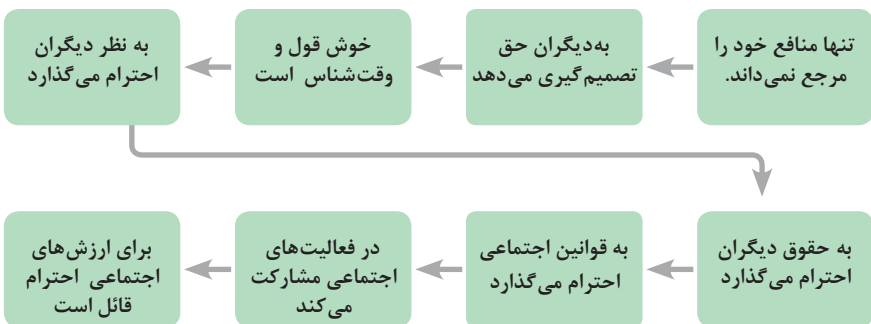 تنها منافع خود را
مرجع نمی‌داند.
به‌دیگران حق
تصمیم‌گیری می‌دهد
خوش قول و
وقت‌شناس است
به نظر دیگران
احترام می‌گذارد
به حقوق دیگران
احترام می‌گذارد
به قوانین اجتماعی
احترام می‌گذارد
در فعالیت‌های
اجتماعی مشارکت
می‌کند
برای ارزش‌های
اجتماعی احترام
قائل است